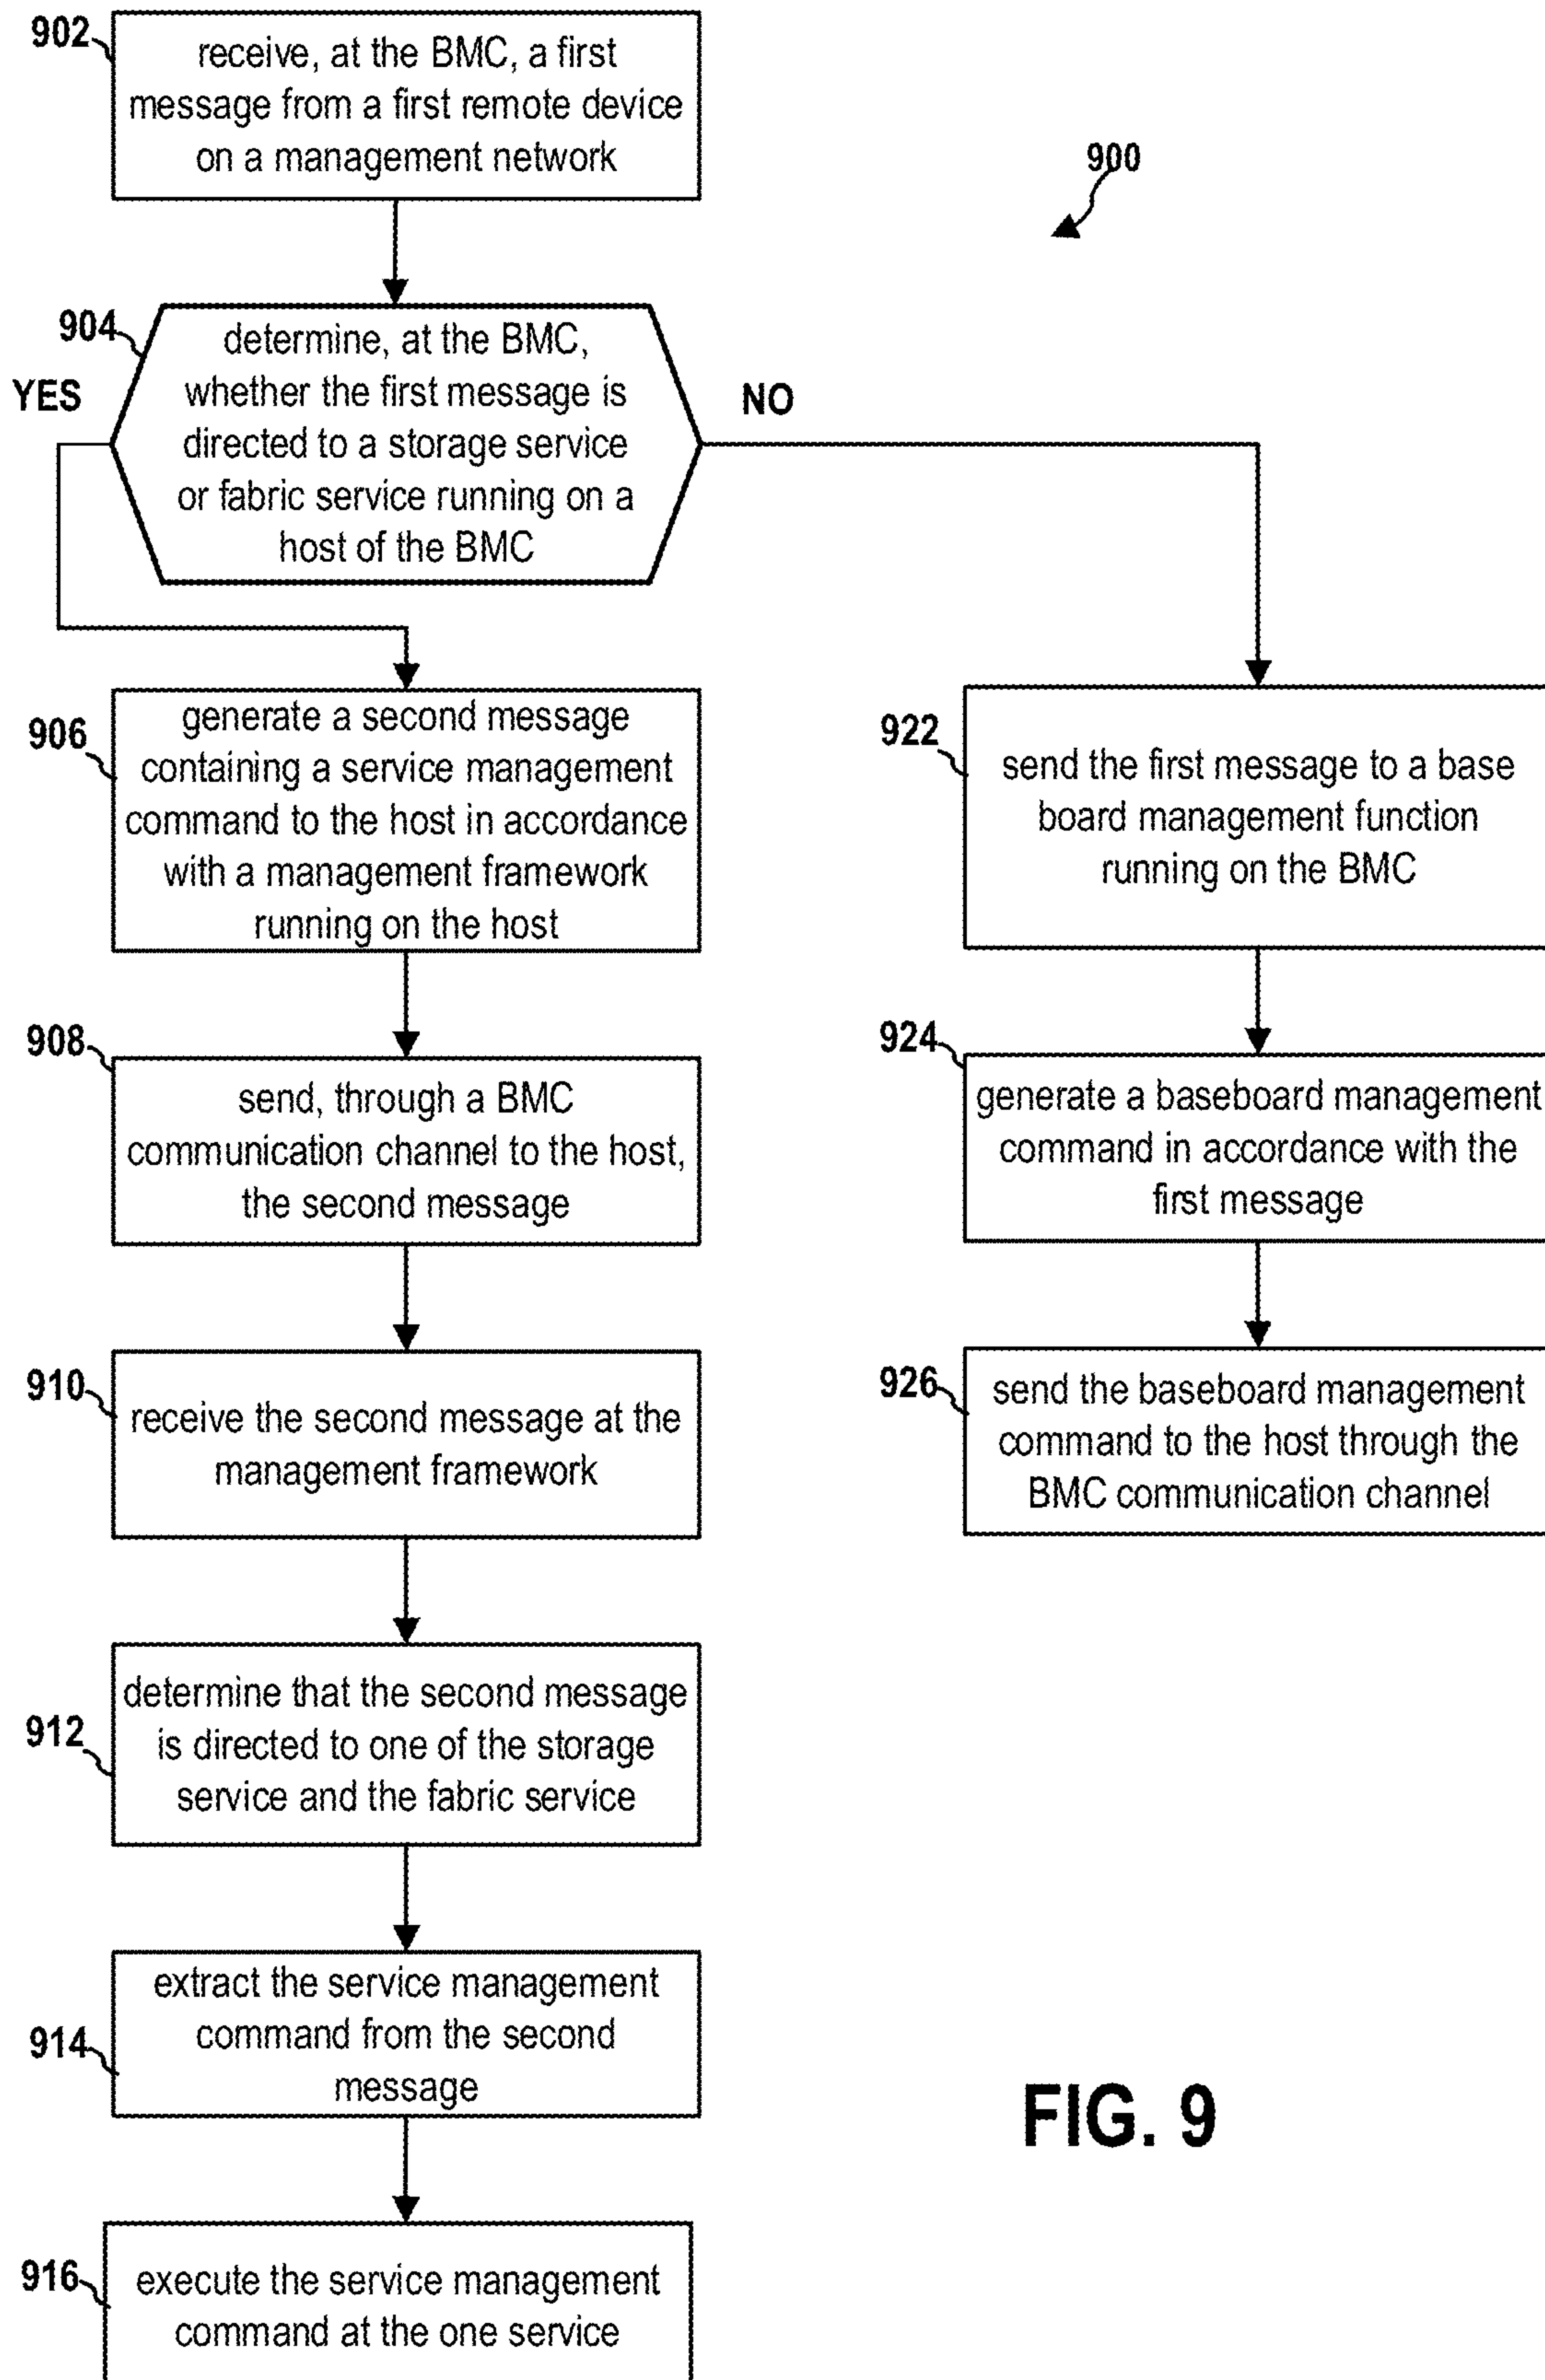 902
receive, at the BMC, a first
message from a first remote device
on a management network
900
904
determine, at the BMC,
whether the first message is
directed to a storage service
or fabric service running on a
host of the BMC
YES
NO
906
generate a second message
containing a service management
command to the host in accordance
with a management framework
running on the host
908
send, through a BMC
communication channel to the host,
the second message
910
receive the second message at the
management framework
912
determine that the second message
is directed to one of the storage
service and the fabric service
914
extract the service management
command from the second
message
916
execute the service management
command at the one service
922
send the first message to a base
board management function
running on the BMC
924
generate a baseboard management
command in accordance with the
first message
926
send the baseboard management
command to the host through the
BMC communication channel
FIG. 9